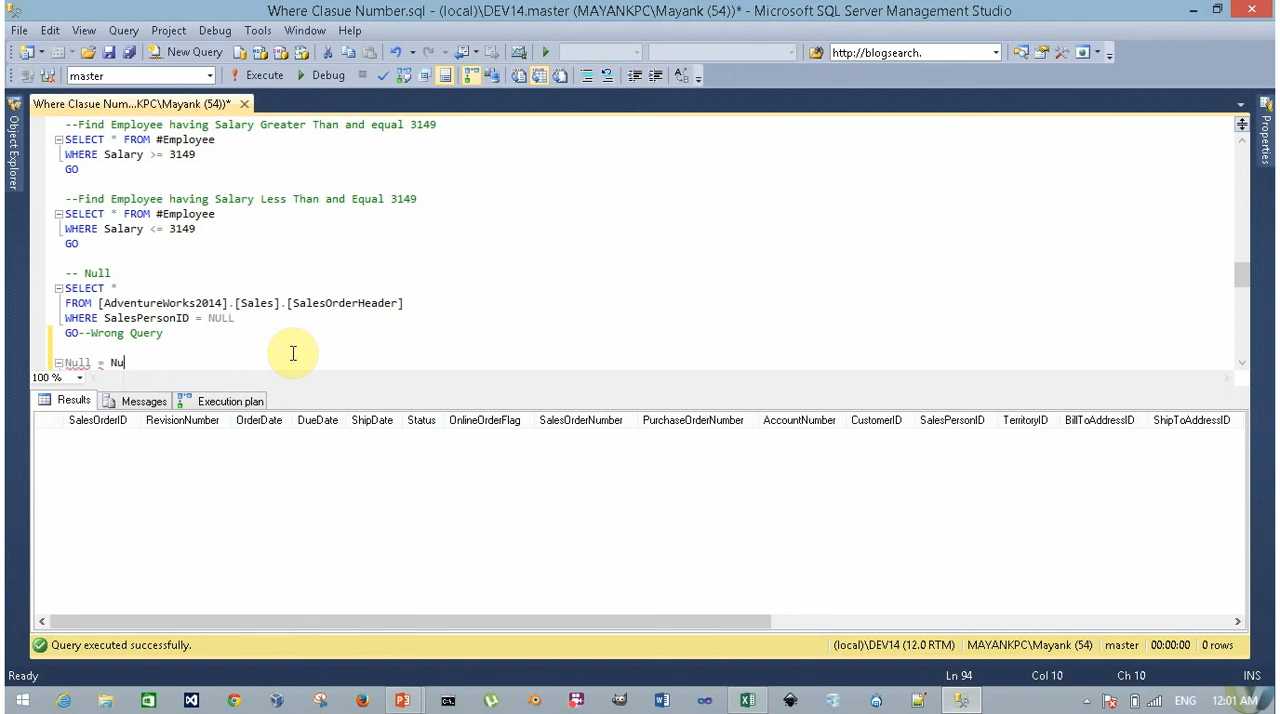 Where Clasue Number.sql - (local)\DEV14.master (MAYANKPC\Mayank (54))* - Microsoft SQL Server Management Studio
File Edit View Query Project Debug Tools Window Help
New Query http://blogsearch.
master Execute Debug
Where Clasue Num...KPC\Mayank (54))*
Object Explorer
Properties
--Find Employee having Salary Greater Than and equal 3149
SELECT * FROM #Employee
WHERE Salary >= 3149
GO
--Find Employee having Salary Less Than and Equal 3149
SELECT * FROM #Employee
WHERE Salary <= 3149
GO
-- Null
SELECT *
FROM [AdventureWorks2014].[Sales].[SalesOrderHeader]
WHERE SalesPersonID = NULL
GO--Wrong Query
Null = Nu
100 %
Results Messages Execution plan
SalesOrderID RevisionNumber OrderDate DueDate ShipDate Status OnlineOrderFlag SalesOrderNumber PurchaseOrderNumber AccountNumber CustomerID SalesPersonID TerritoryID BillToAddressID ShipToAddressID
Query executed successfully. (local)\DEV14 (12.0 RTM) MAYANKPC\Mayank (54) master 00:00:00 0 rows
Ready Ln 94 Col 10 Ch 10 INS
ENG 12:01 AM